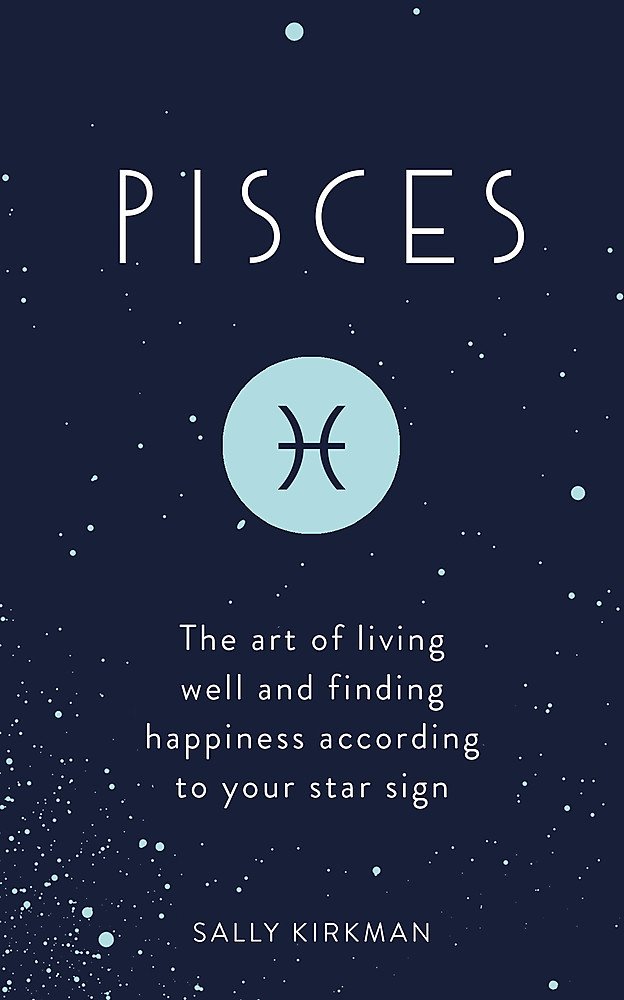 PISCES
♓
The art of living
well and finding
happiness according
to your star sign
SALLY KIRKMAN